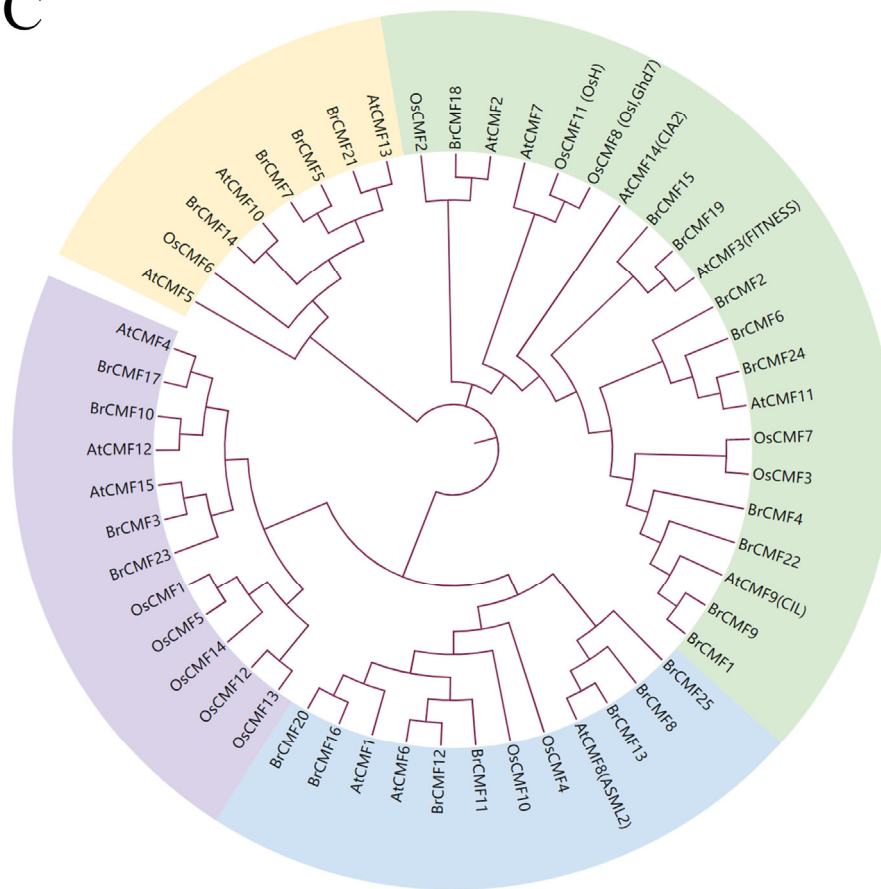 C
OsCMF2
BrCMF18
AtCMF2
AtCMF7
OsCMF11 (OsH)
OsCMF8 (OsI,Ghd7)
AtCMF14(CIA2)
BrCMF15
BrCMF19
AtCMF3(FITNESS)
BrCMF2
BrCMF6
BrCMF24
AtCMF11
OsCMF7
OsCMF3
BrCMF4
BrCMF22
AtCMF9(CIL)
BrCMF9
BrCMF1
BrCMF25
BrCMF8
BrCMF13
AtCMF8(ASML2)
OsCMF4
OsCMF10
BrCMF11
BrCMF12
AtCMF6
AtCMF1
BrCMF16
BrCMF20
OsCMF13
OsCMF12
OsCMF14
OsCMF5
OsCMF1
BrCMF23
BrCMF3
AtCMF15
AtCMF12
BrCMF10
BrCMF17
AtCMF4
AtCMF5
OsCMF6
BrCMF14
AtCMF10
BrCMF7
BrCMF5
BrCMF21
AtCMF13